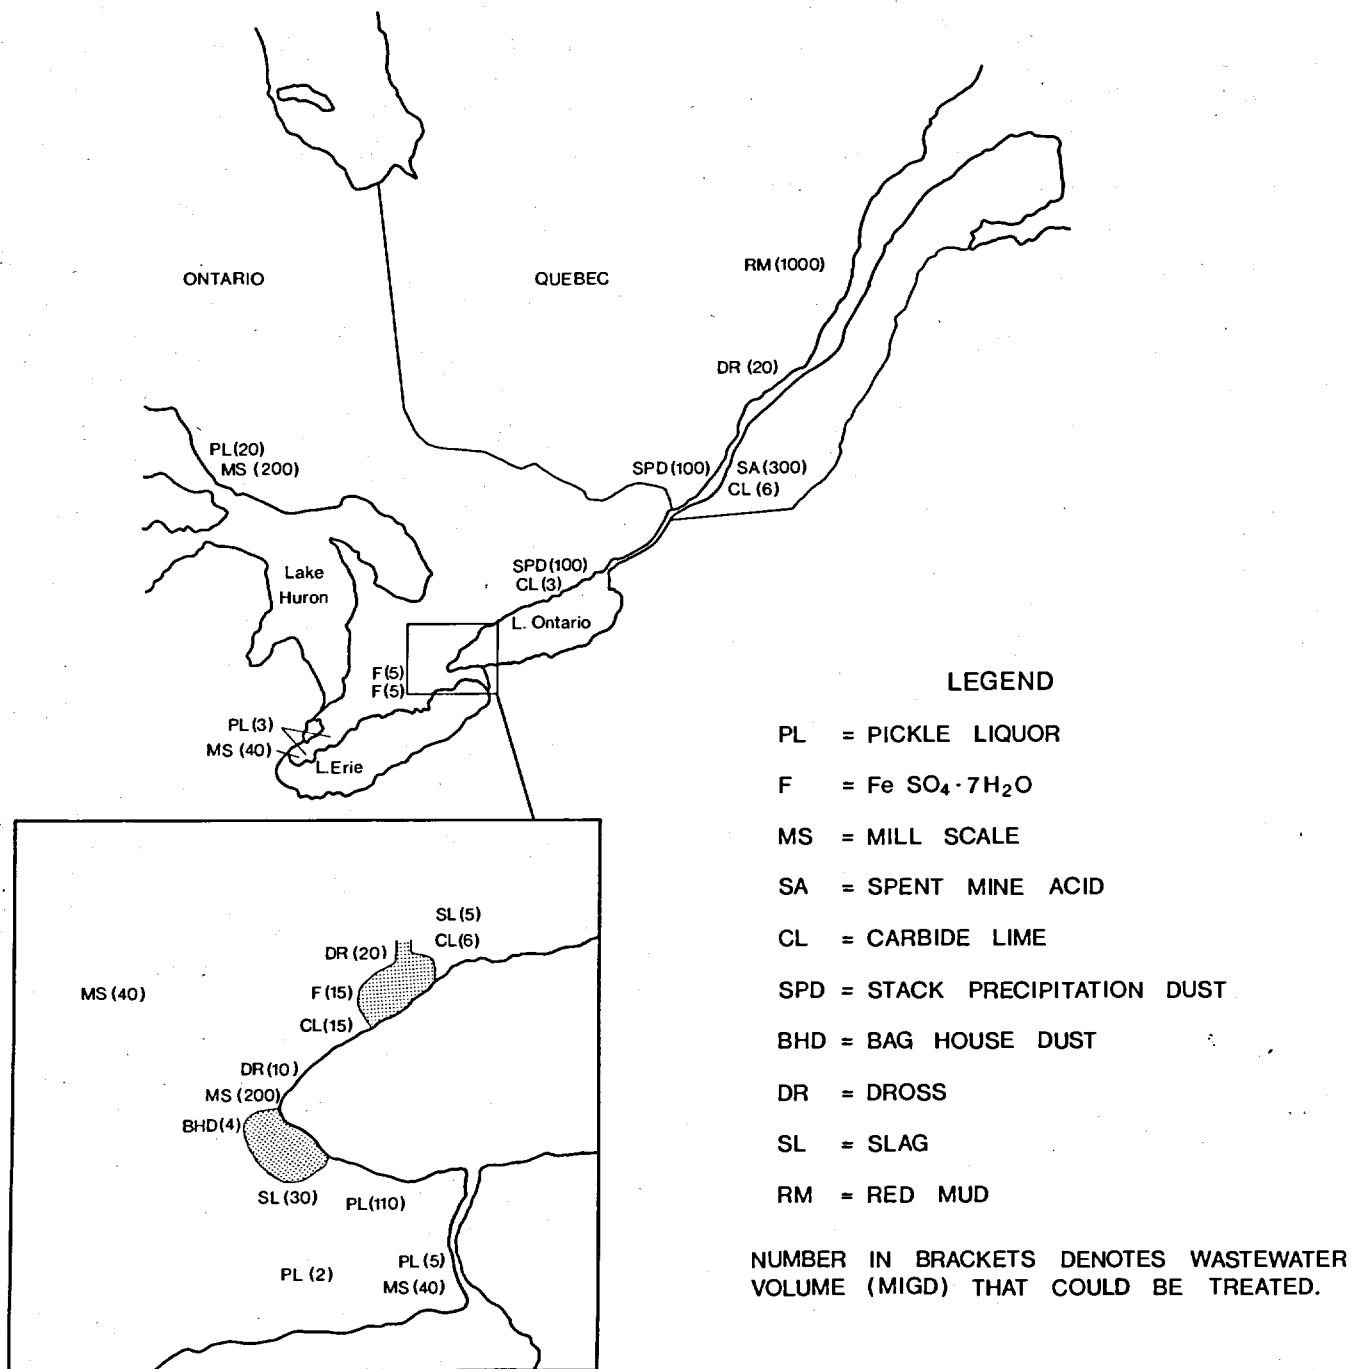 ONTARIO
QUEBEC
RM (1000)
DR (20)
PL(20)
MS (200)
SPD(100)
SA(300)
CL (6)
SPD(100)
CL(3)
Lake
Huron
L. Ontario
F(5)
F(5)
PL(3)
MS (40)
L.Erie
SL(5)
CL(6)
DR(20)
MS(40)
F(15)
CL(15)
DR(10)
MS(200)
BHD(4)
SL(30)
PL(110)
PL(5)
PL(2)
MS(40)
LEGEND
PL = PICKLE LIQUOR
F = Fe SO₄·7H₂O
MS = MILL SCALE
SA = SPENT MINE ACID
CL = CARBIDE LIME
SPD = STACK PRECIPITATION DUST
BHD = BAG HOUSE DUST
DR = DROSS
SL = SLAG
RM = RED MUD
NUMBER IN BRACKETS DENOTES WASTEWATER
VOLUME (MIGD) THAT COULD BE TREATED.